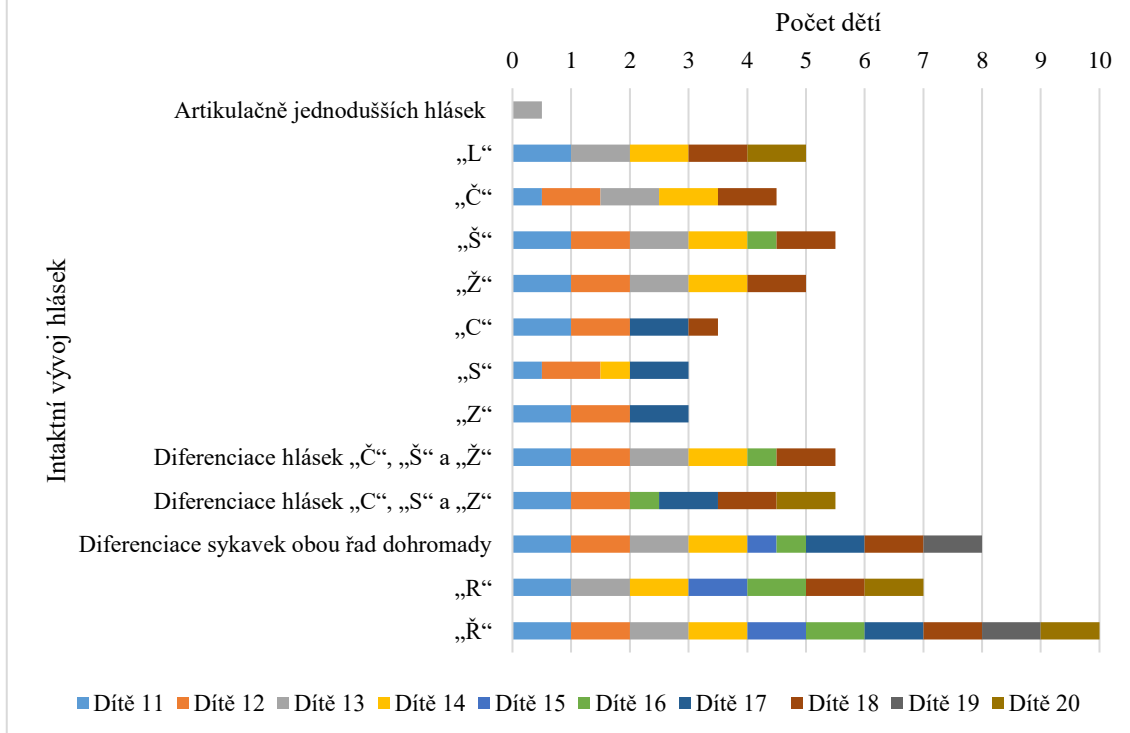 Počet dětí
0 1 2 3 4 5 6 7 8 9 10
Intaktní vývoj hlásek
Artikulačně jednodušších hlásek
„L“
„Č“
„Š“
„Ž“
„C“
„S“
„Z“
Diferenciace hlásek „Č“, „Š“ a „Ž“
Diferenciace hlásek „C“, „S“ a „Z“
Diferenciace sykavek obou řad dohromady
„R“
„Ř“
Dítě 11 Dítě 12 Dítě 13 Dítě 14 Dítě 15 Dítě 16 Dítě 17 Dítě 18 Dítě 19 Dítě 20